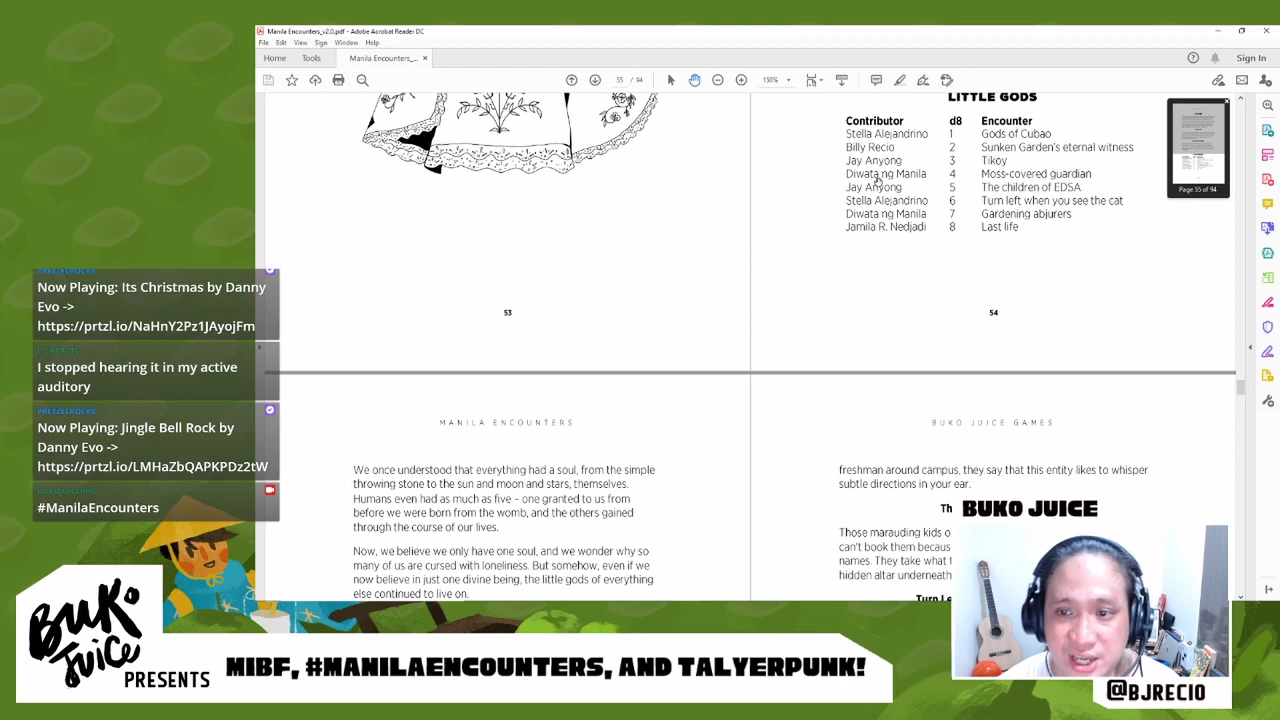 Manila Encounters_v2.0.pdf - Adobe Acrobat Reader DC
File Edit View Sign Window Help
Home Tools Manila Encounters_... × Sign In
55 / 94 150%
LITTLE GODS
Contributor d8 Encounter
Stella Alejandrino 1 Gods of Cubao
Billy Recio 2 Sunken Garden's eternal witness
Jay Anyong 3 Tikoy
Diwata ng Manila 4 Moss-covered guardian
Jay Anyong 5 The children of EDSA
Stella Alejandrino 6 Turn left when you see the cat
Diwata ng Manila 7 Gardening abjurers
Jamila R. Nedjadi 8 Last life
Page 55 of 94
53
54
MANILA ENCOUNTERS
We once understood that everything had a soul, from the simple
throwing stone to the sun and moon and stars, themselves.
Humans even had as much as five – one granted to us from
before we were born from the womb, and the others gained
through the course of our lives.
Now, we believe we only have one soul, and we wonder why so
many of us are cursed with loneliness. But somehow, even if we
now believe in just one divine being, the little gods of everything
else continued to live on.
BUKO JUICE GAMES
freshman around campus, they say that this entity likes to whisper
subtle directions in your ear.
Th
BUKO JUICE
Those marauding kids o
can't book them becaus
names. They take what t
hidden altar underneath
Turn Le
PRETZELROCKS
Now Playing: Its Christmas by Danny
Evo ->
https://prtzl.io/NaHnY2Pz1JAyojFm
I stopped hearing it in my active
auditory
PRETZELROCKS
Now Playing: Jingle Bell Rock by
Danny Evo ->
https://prtzl.io/LMHaZbQAPKPDz2tW
#ManilaEncounters
BUKO
JUICE
PRESENTS
MIBF, #MANILAENCOUNTERS, AND TALYERPUNK!
@BJRECIO